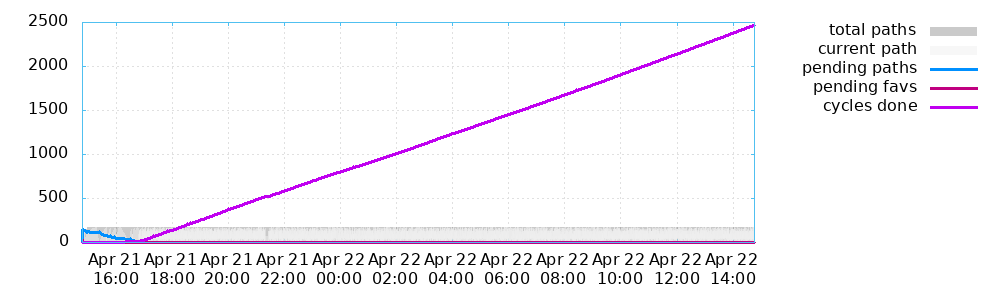 2500
2000
1500
1000
500
0
Apr 21 16:00
Apr 21 18:00
Apr 21 20:00
Apr 21 22:00
Apr 22 00:00
Apr 22 02:00
Apr 22 04:00
Apr 22 06:00
Apr 22 08:00
Apr 22 10:00
Apr 22 12:00
Apr 22 14:00
total paths
current path
pending paths
pending favs
cycles done